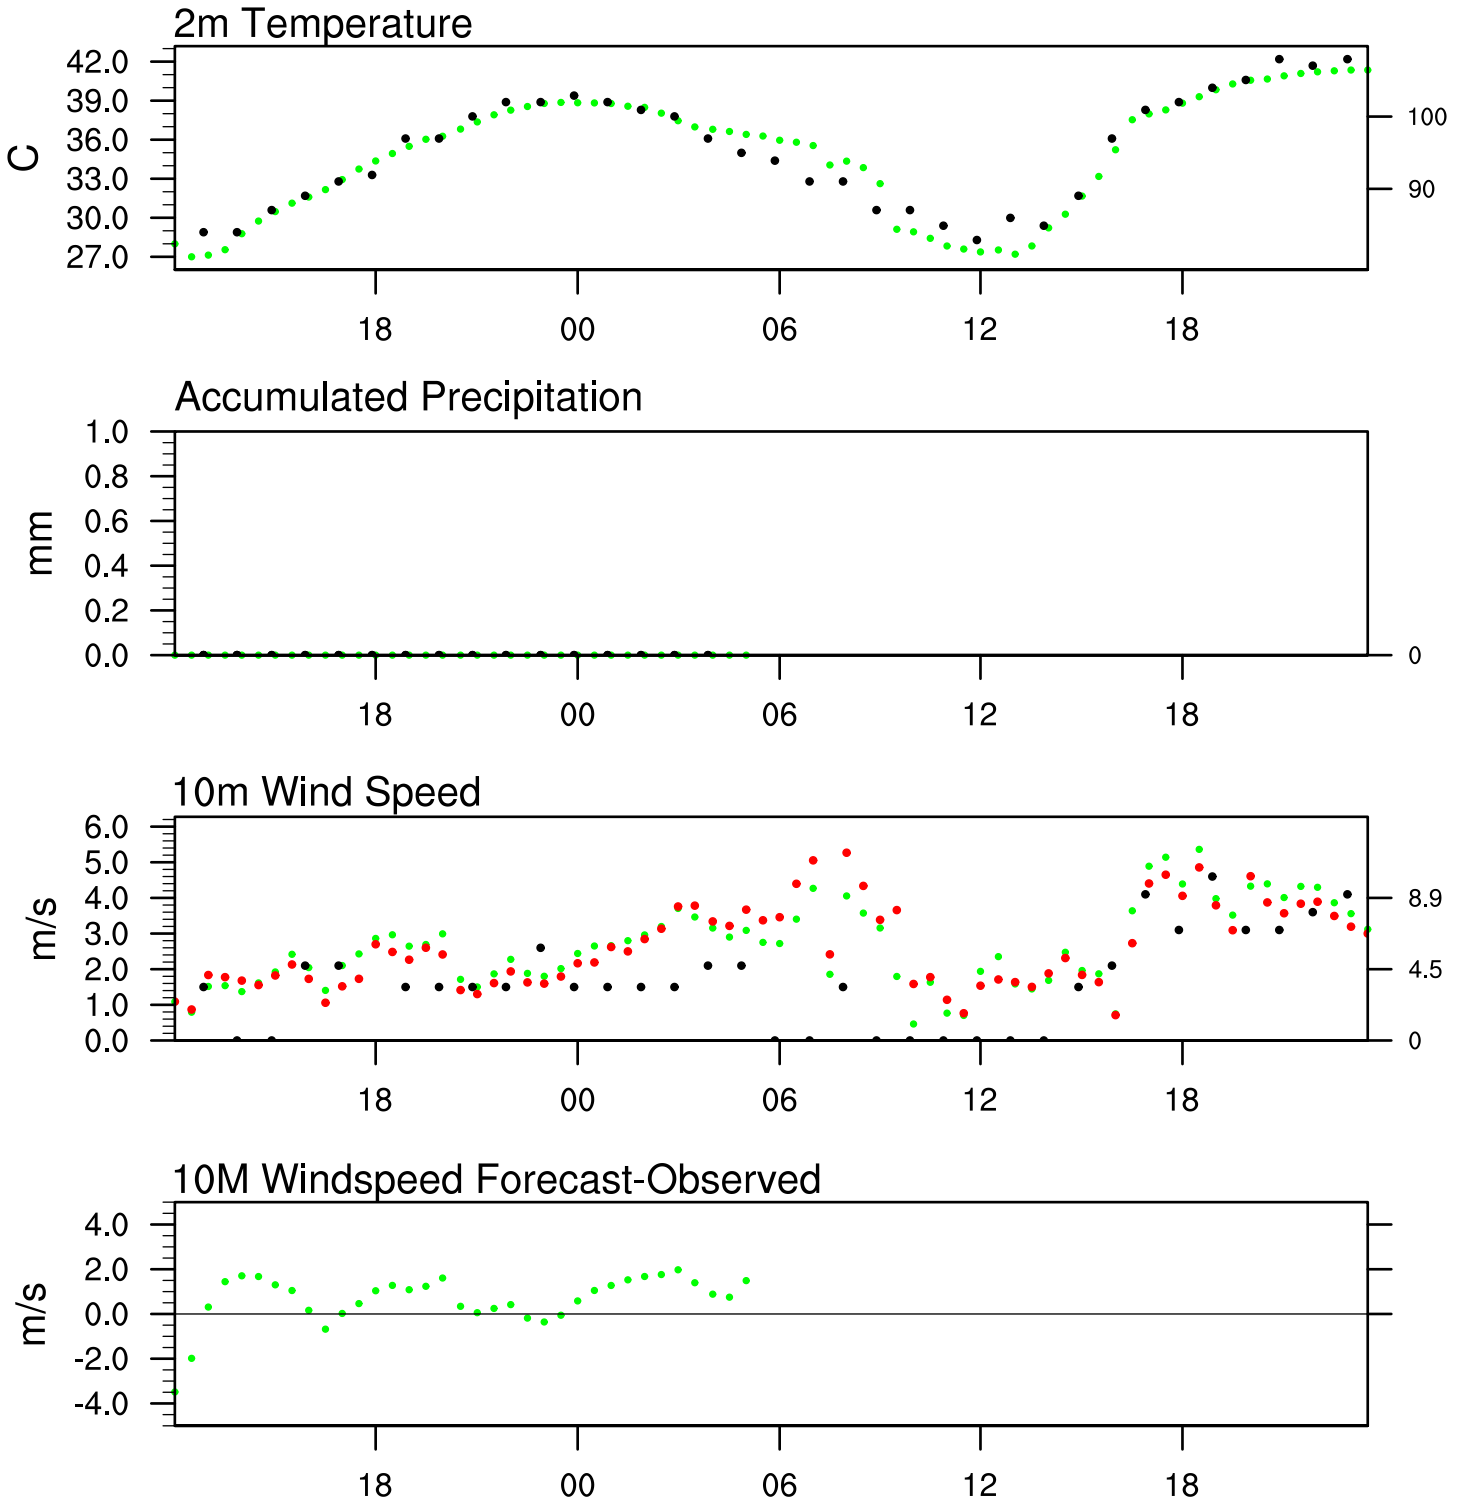 2m Temperature
42.0
39.0
36.0
33.0
30.0
27.0
C
100
90
18 00 06 12 18
Accumulated Precipitation
1.0
0.8
0.6
0.4
0.2
0.0
mm
0
18 00 06 12 18
10m Wind Speed
6.0
5.0
4.0
3.0
2.0
1.0
0.0
m/s
8.9
4.5
0
18 00 06 12 18
10M Windspeed Forecast-Observed
4.0
2.0
0.0
-2.0
-4.0
m/s
18 00 06 12 18